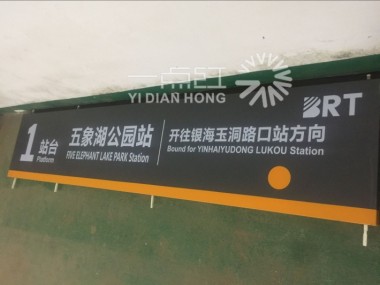 一点红
YI DIAN HONG
BRT
1 站台
Platform
五象湖公园站
FIVE ELEPHANT LAKE PARK Station
开往银海玉洞路口站方向
Bound for YINHAIYUDONG LUKOU Station